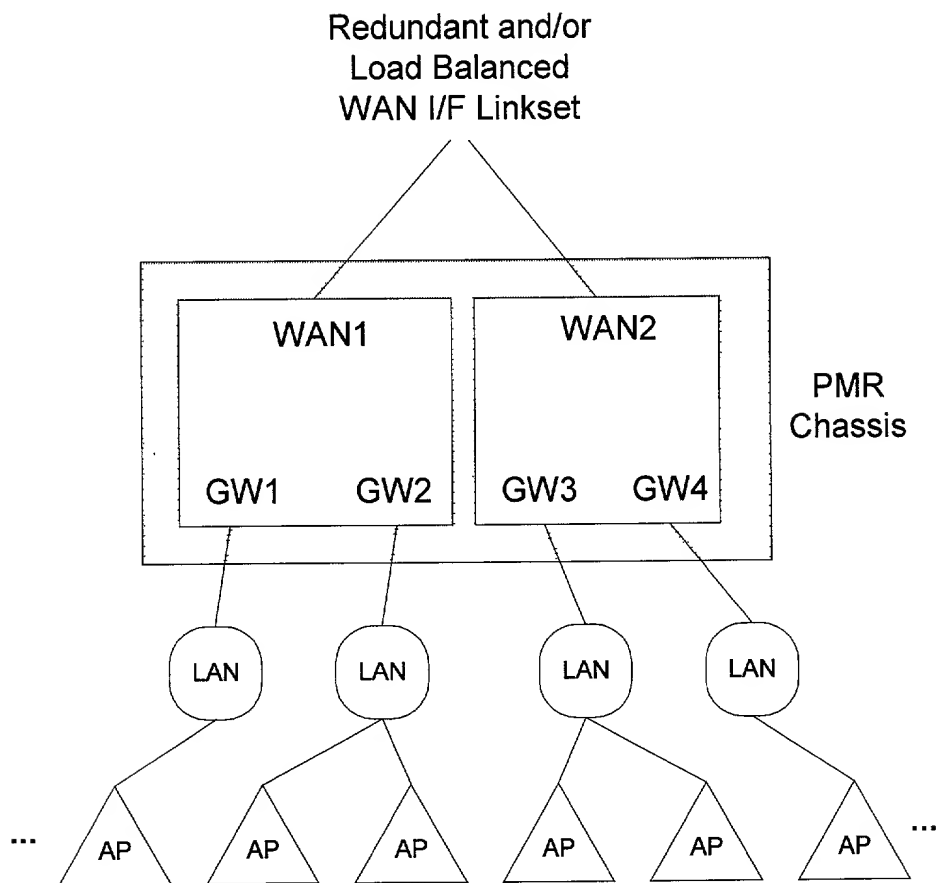 Redundant and/or
Load Balanced
WAN I/F Linkset
WAN1
WAN2
PMR
Chassis
GW1
GW2
GW3
GW4
LAN
LAN
LAN
LAN
...
AP
AP
AP
AP
AP
AP
...